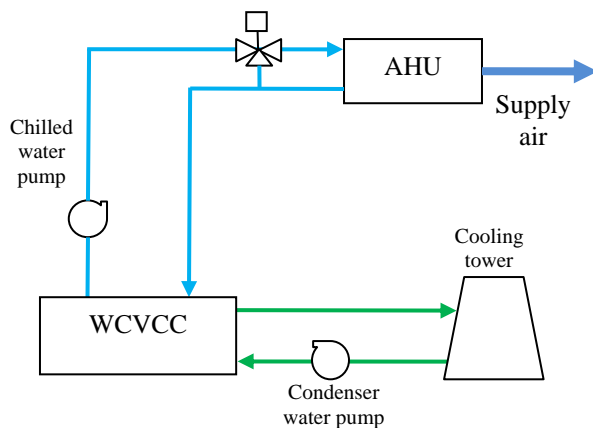 AHU
Supply
air
Chilled
water
pump
Cooling
tower
WCVCC
Condenser
water pump